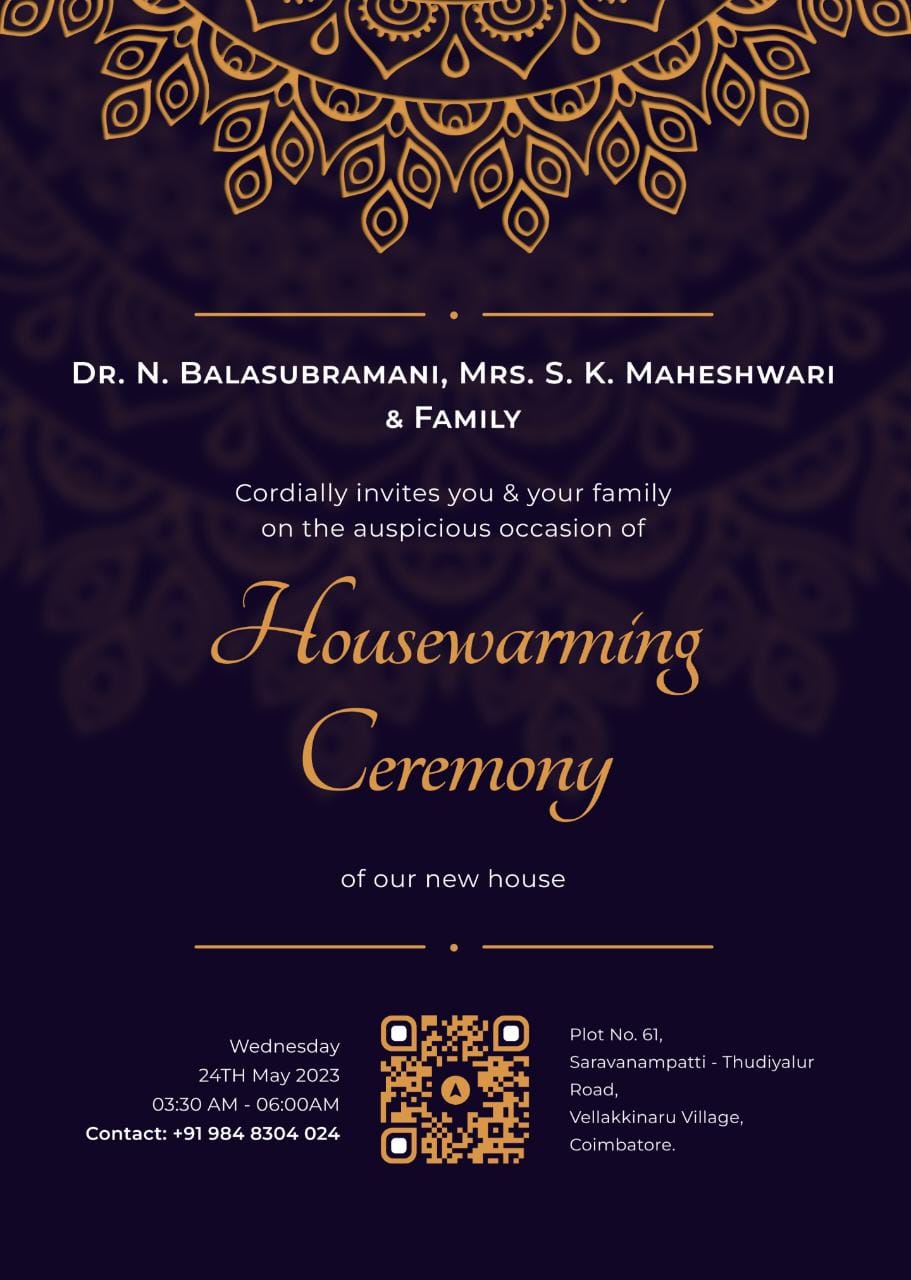 Dr. N. Balasubramani, Mrs. S. K. Maheshwari
& Family
Cordially invites you & your family
on the auspicious occasion of
Housewarming
Ceremony
of our new house
Wednesday
24TH May 2023
03:30 AM - 06:00AM
Contact: +91 984 8304 024
Plot No. 61,
Saravanampatti - Thudiyalur
Road,
Vellakkinaru Village,
Coimbatore.